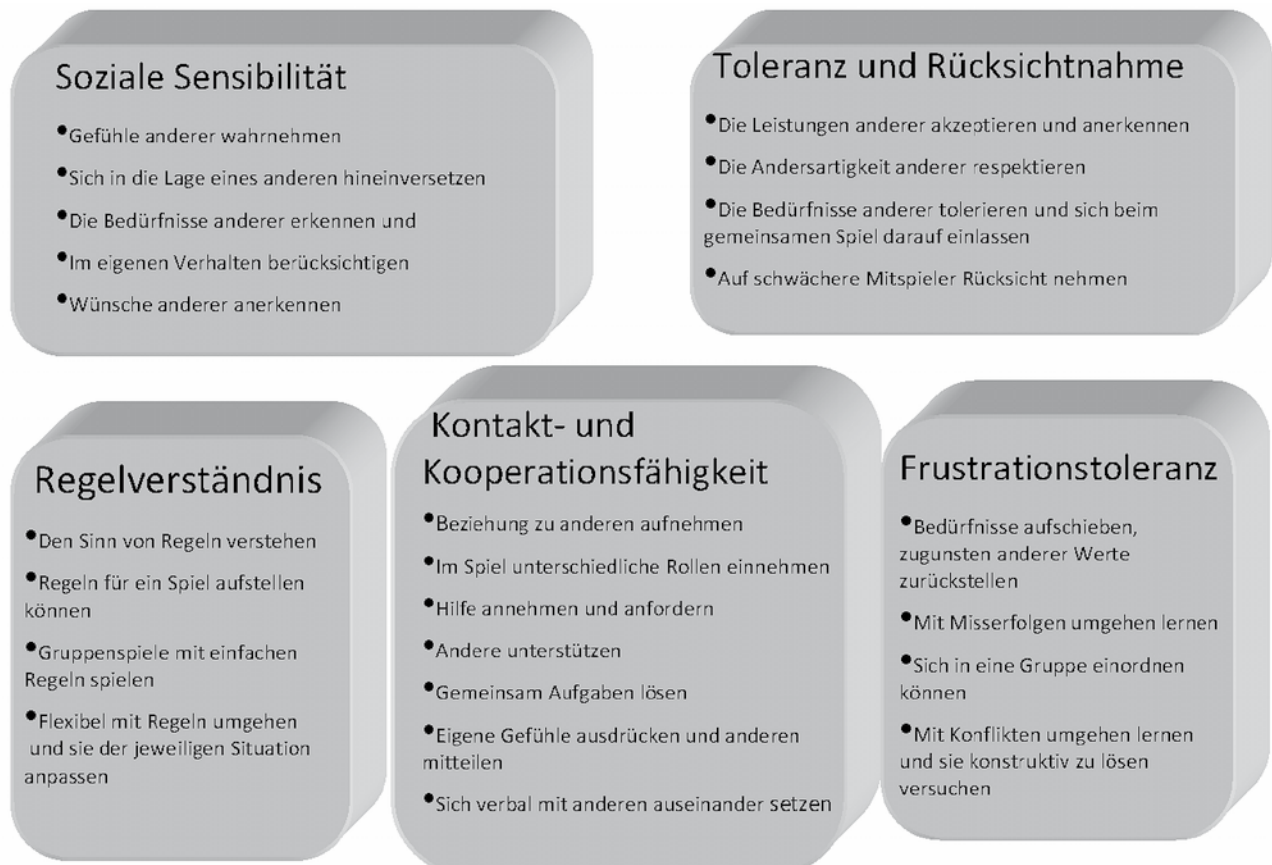 Soziale Sensibilität
•Gefühle anderer wahrnehmen
•Sich in die Lage eines anderen hineinversetzen
•Die Bedürfnisse anderer erkennen und
•Im eigenen Verhalten berücksichtigen
•Wünsche anderer anerkennen
Toleranz und Rücksichtnahme
•Die Leistungen anderer akzeptieren und anerkennen
•Die Andersartigkeit anderer respektieren
•Die Bedürfnisse anderer tolerieren und sich beim
gemeinsamen Spiel darauf einlassen
•Auf schwächere Mitspieler Rücksicht nehmen
Regelverständnis
•Den Sinn von Regeln verstehen
•Regeln für ein Spiel aufstellen
können
•Gruppenspiele mit einfachen
Regeln spielen
•Flexibel mit Regeln umgehen
und sie der jeweiligen Situation
anpassen
Kontakt- und
Kooperationsfähigkeit
•Beziehung zu anderen aufnehmen
•Im Spiel unterschiedliche Rollen einnehmen
•Hilfe annehmen und anfordern
•Andere unterstützen
•Gemeinsam Aufgaben lösen
•Eigene Gefühle ausdrücken und anderen
mitteilen
•Sich verbal mit anderen auseinander setzen
Frustrationstoleranz
•Bedürfnisse aufschieben,
zugunsten anderer Werte
zurückstellen
•Mit Misserfolgen umgehen lernen
•Sich in eine Gruppe einordnen
können
•Mit Konflikten umgehen lernen
und sie konstruktiv zu lösen
versuchen